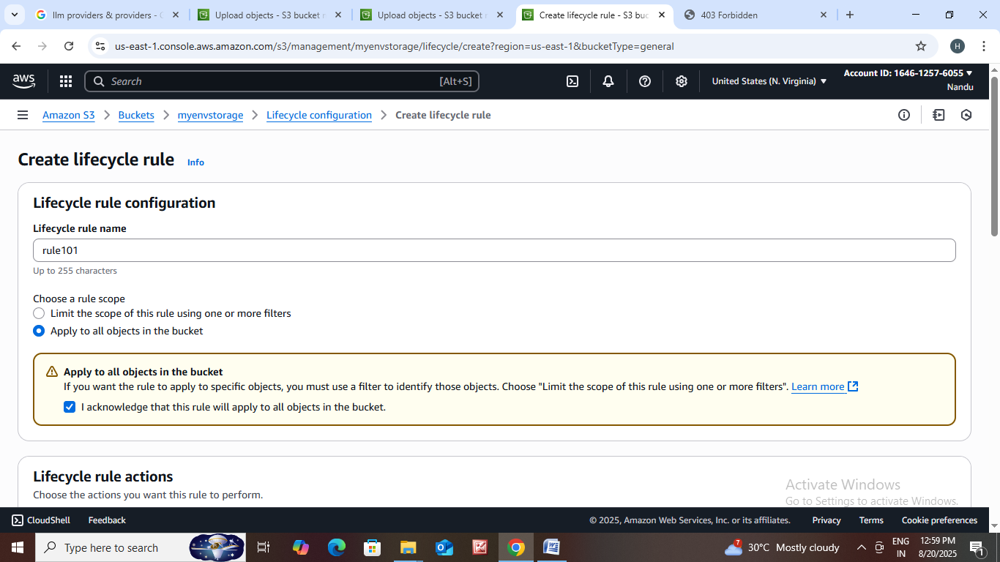 llm providers & providers - G
Upload objects - S3 bucket
Upload objects - S3 bucket
Create lifecycle rule - S3 buc
403 Forbidden
us-east-1.console.aws.amazon.com/s3/management/myenvstorage/lifecycle/create?region=us-east-1&bucketType=general
H
aws
Search
[Alt+S]
United States (N. Virginia)
Account ID: 1646-1257-6055
Nandu
Amazon S3
Buckets
myenvstorage
Lifecycle configuration
Create lifecycle rule
Create lifecycle rule
Info
Lifecycle rule configuration
Lifecycle rule name
rule101
Up to 255 characters
Choose a rule scope
Limit the scope of this rule using one or more filters
Apply to all objects in the bucket
Apply to all objects in the bucket
If you want the rule to apply to specific objects, you must use a filter to identify those objects. Choose "Limit the scope of this rule using one or more filters". Learn more
I acknowledge that this rule will apply to all objects in the bucket.
Lifecycle rule actions
Choose the actions you want this rule to perform.
Activate Windows
Go to Settings to activate Windows.
CloudShell
Feedback
© 2025, Amazon Web Services, Inc. or its affiliates.
Privacy
Terms
Cookie preferences
Type here to search
7
30°C Mostly cloudy
ENG
IN
12:59 PM
8/20/2025
1